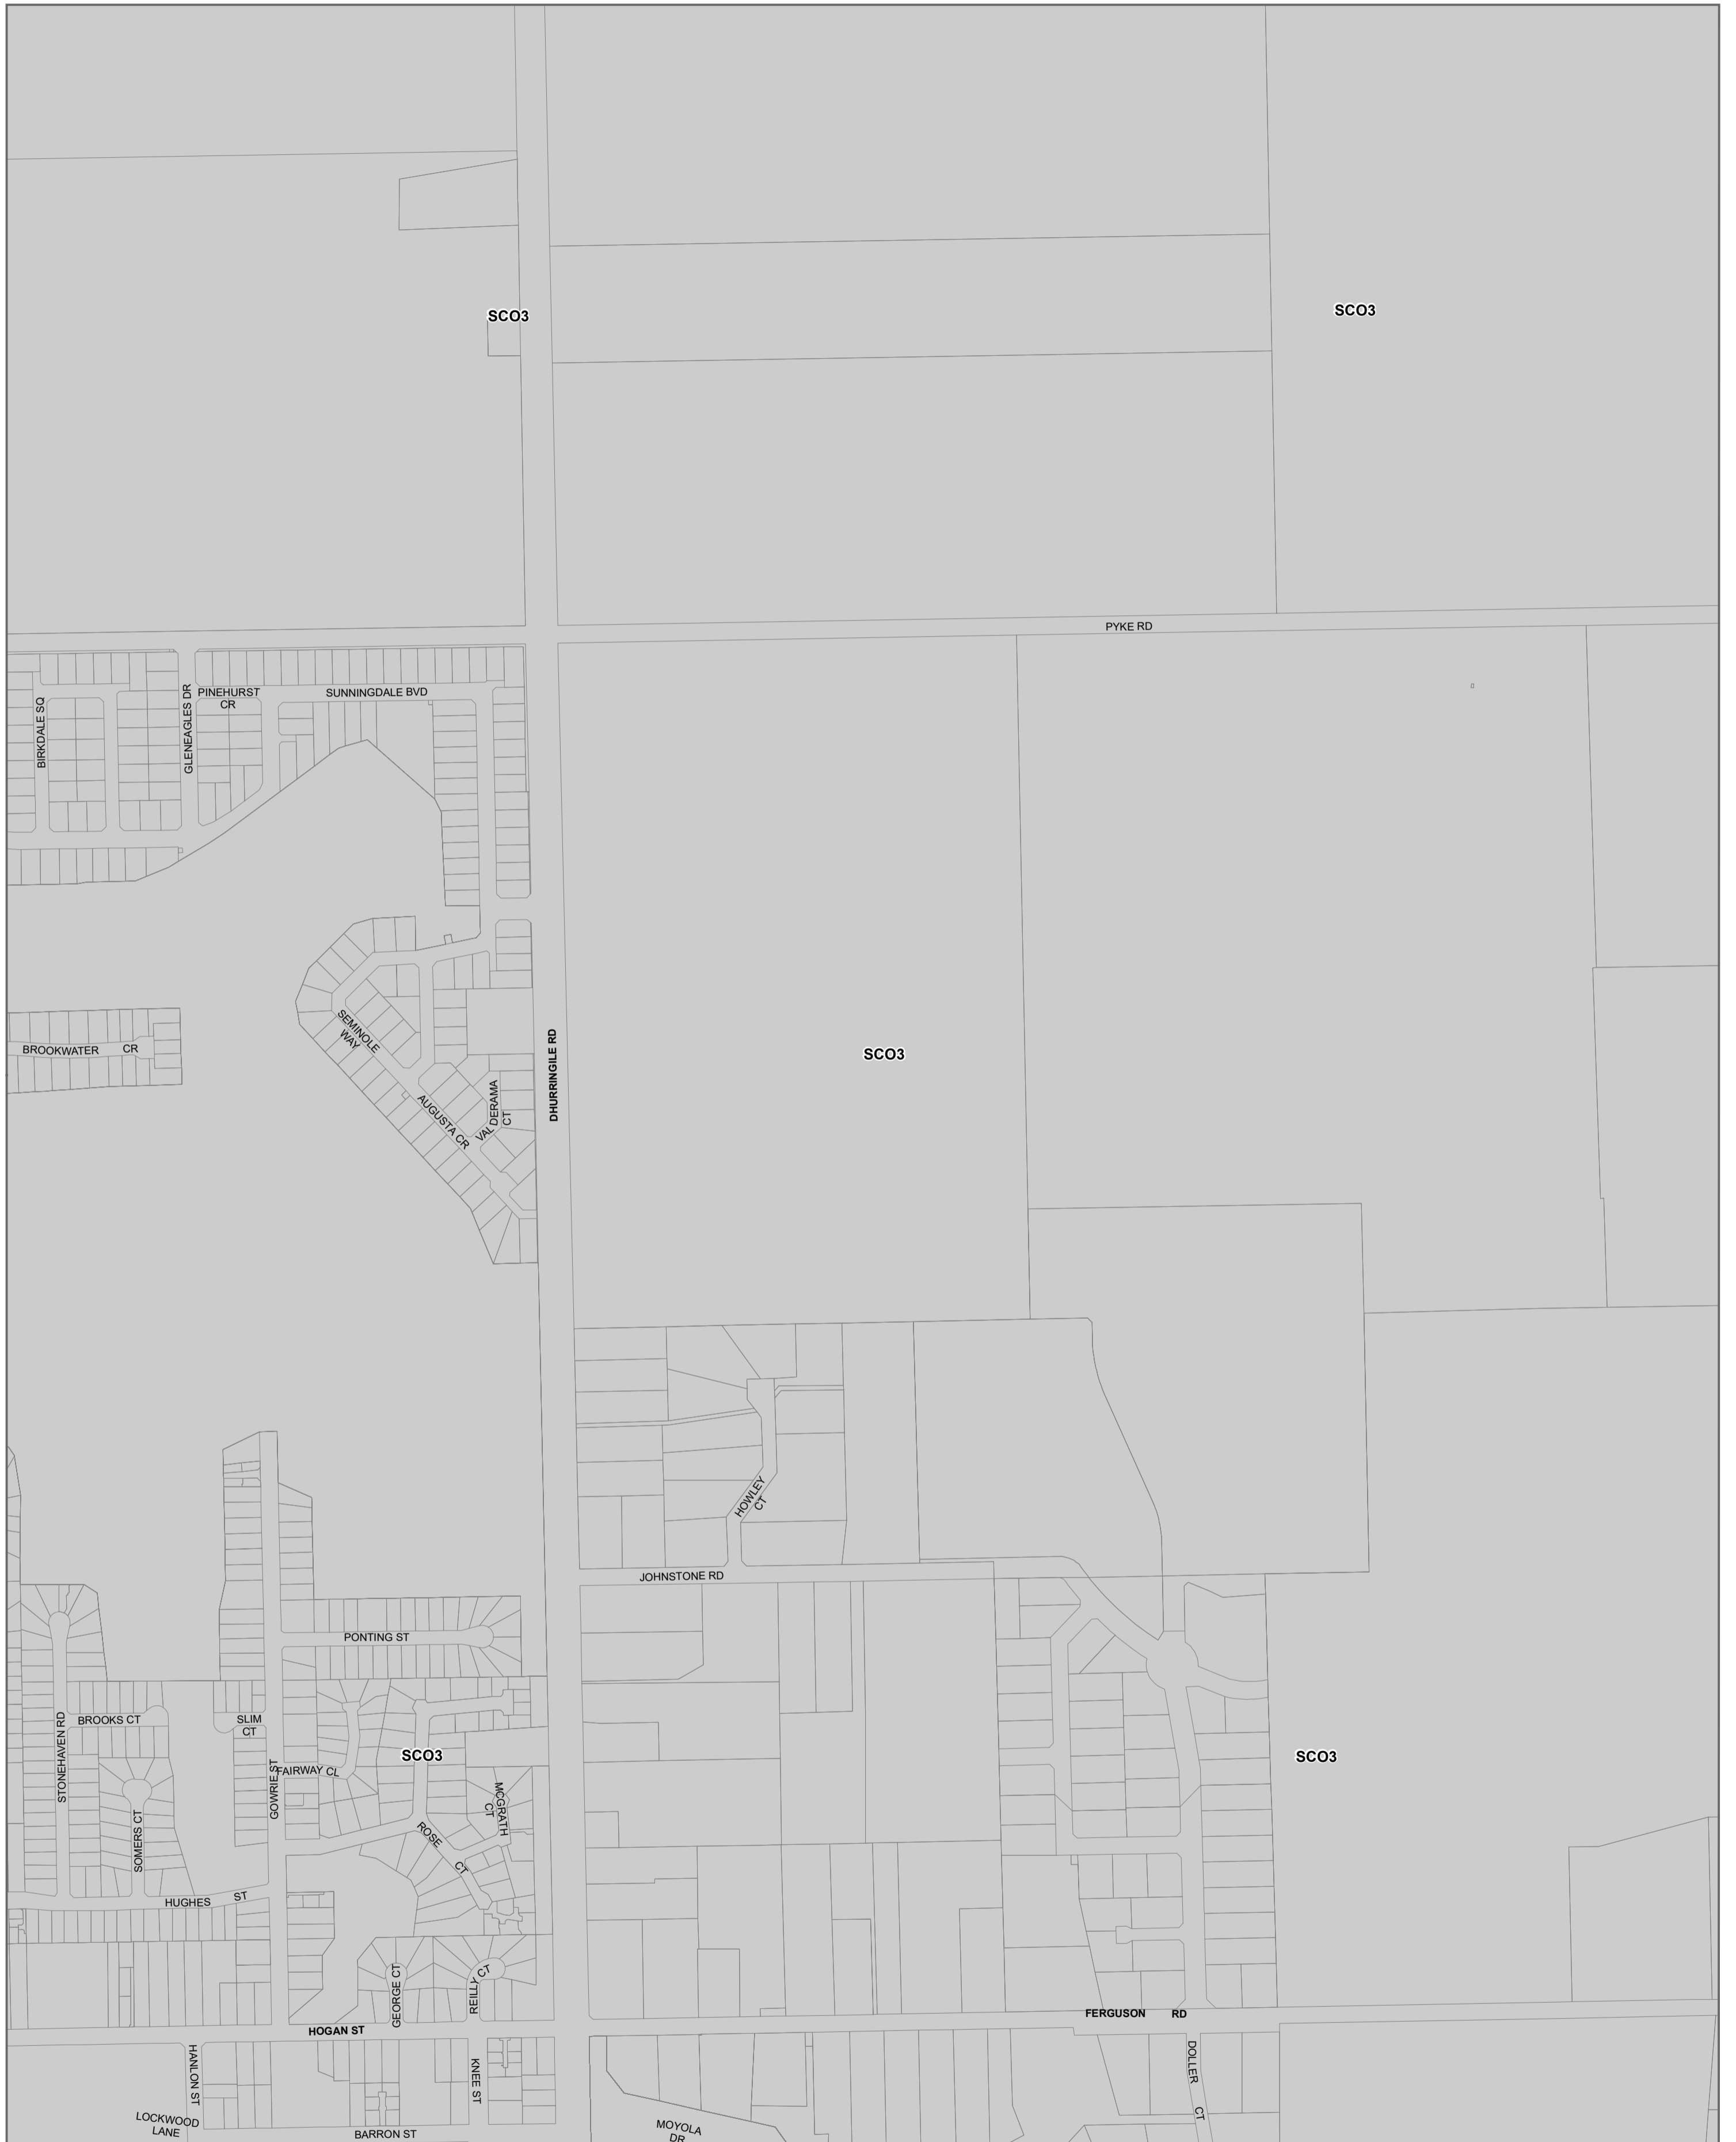 SCO3
SCO3
PYKE RD
BIRKDALE SQ
GLENEAGLES DR
PINEHURST
CR
SUNNINGDALE BVD
SEMINOLE
WAY
BROOKWATER CR
AUGUSTA CR
VALDERAMA
CT
DHURRINGILE RD
SCO3
HOWLEY
CT
JOHNSTONE RD
PONTING ST
STONEHAVEN RD
BROOKS CT
SLIM
CT
SCO3
SCO3
GOWRIE ST
FAIRWAY CL
MCGRATH
CT
SOMERS CT
ROSE CT
HUGHES ST
GEORGE CT
REILLY CT
HOGAN ST
FERGUSON RD
HANLON ST
KNEE ST
DOLLER CT
LOCKWOOD
LANE
BARRON ST
MOYOLA
DR